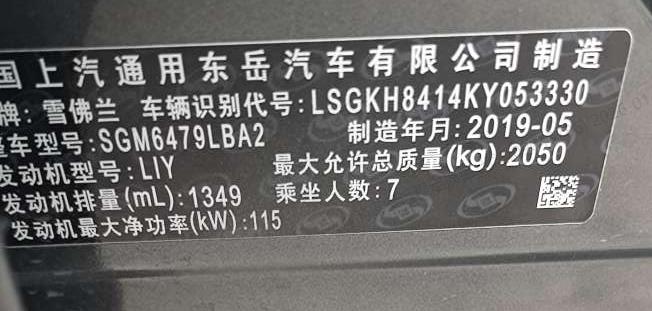 国上汽通用东岳汽车有限公司制造
牌: 雪佛兰 车辆识别代号: LSGKH8414KY053330
整车型号: SGM6479LBA2 制造年月: 2019-05
发动机型号: LIY 最大允许总质量(kg): 2050
发动机排量(mL): 1349 乘坐人数: 7
发动机最大净功率(kW): 115